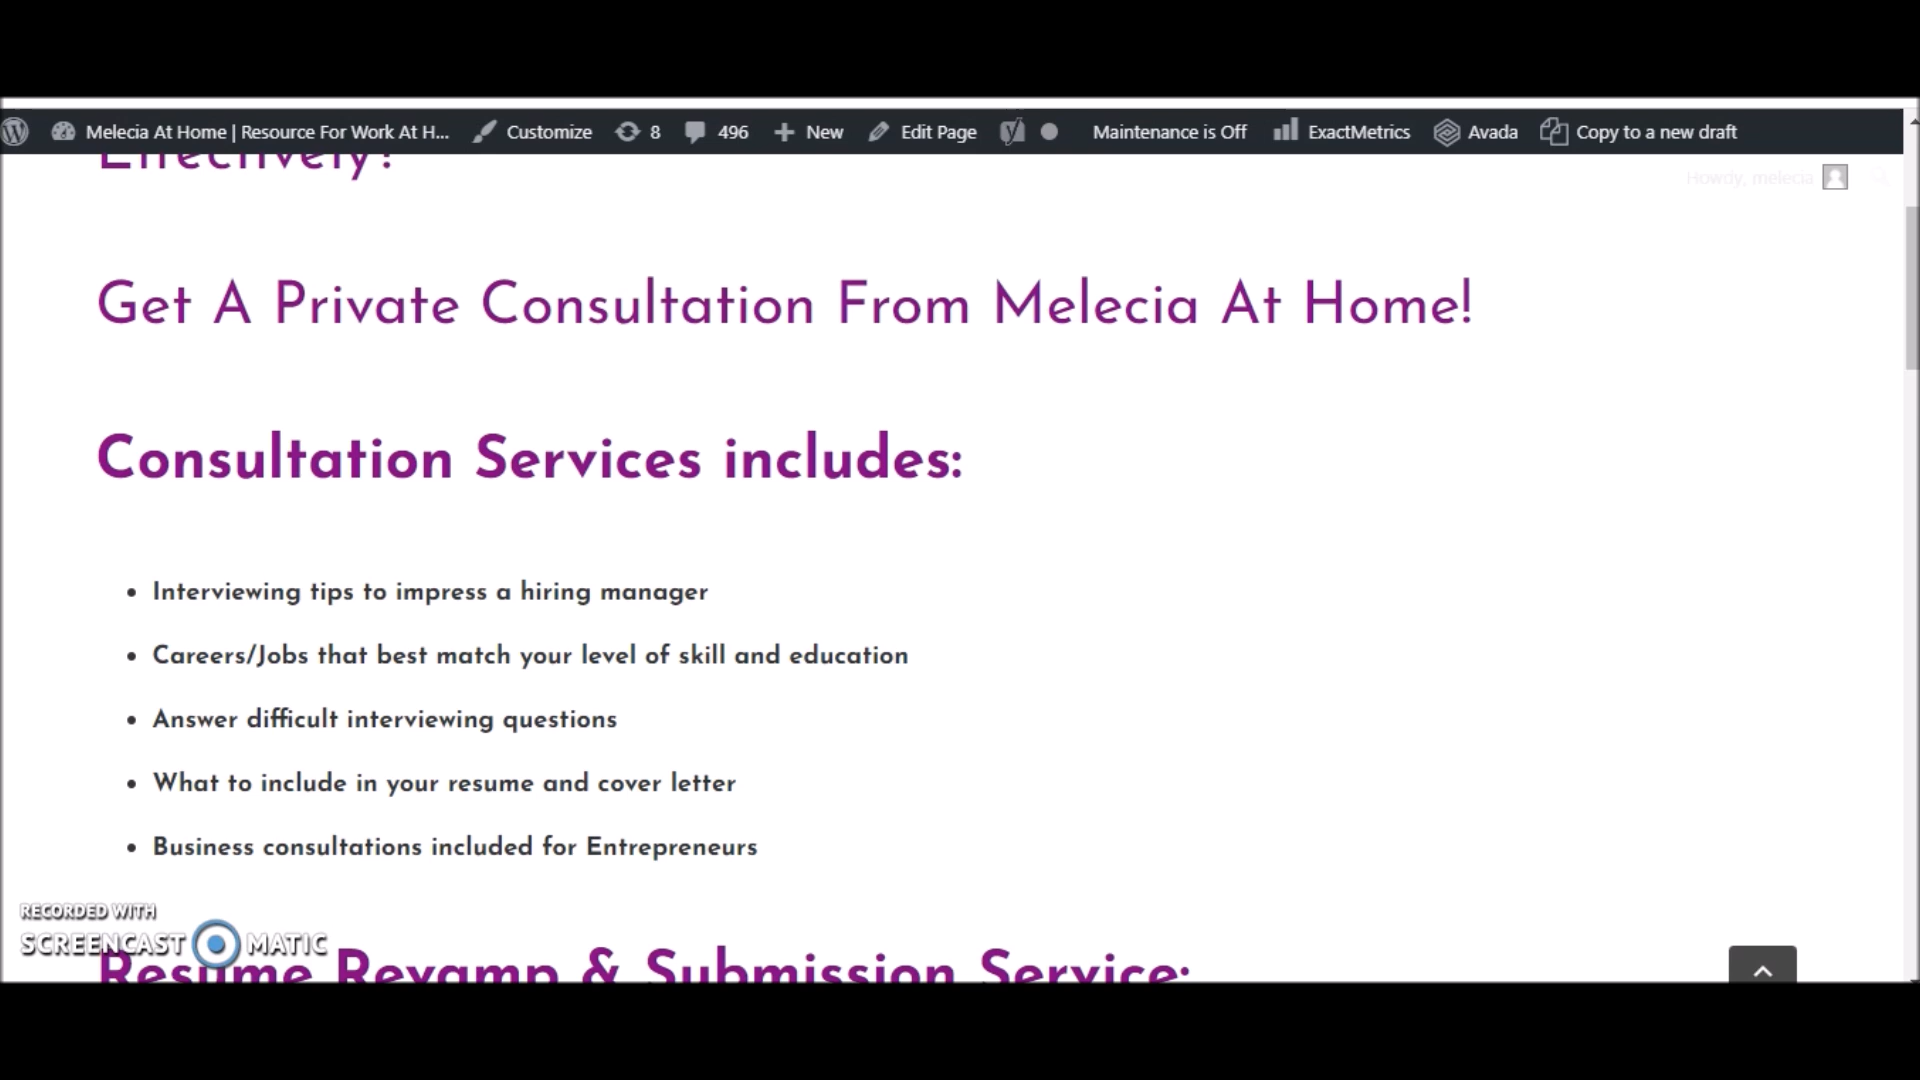 Melecia At Home | Resource For Work At H... Customize 8 496 New Edit Page Maintenance is Off ExactMetrics Avada Copy to a new draft
Effectively?
Howdy, melecia
Get A Private Consultation From Melecia At Home!
Consultation Services includes:
• Interviewing tips to impress a hiring manager
• Careers/Jobs that best match your level of skill and education
• Answer difficult interviewing questions
• What to include in your resume and cover letter
• Business consultations included for Entrepreneurs
RECORDED WITH
SCREENCAST MATIC
Resume Revamp & Submission Service: